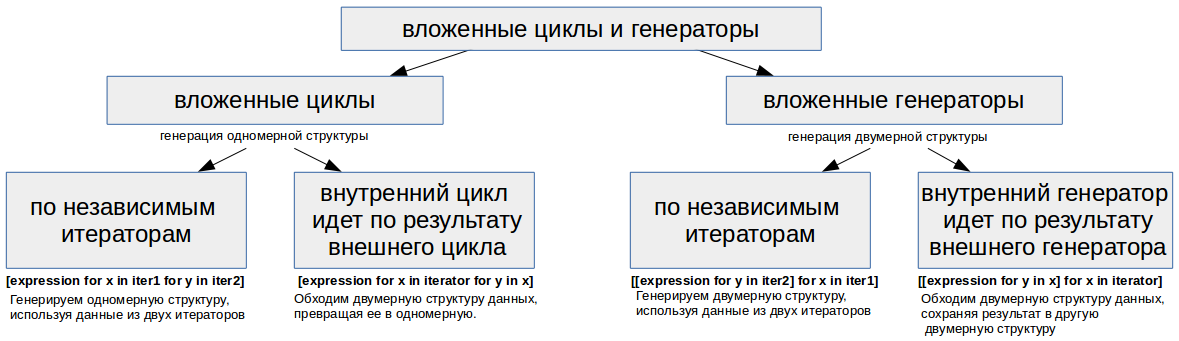 вложенные циклы и генераторы
вложенные циклы
вложенные генераторы
генерация одномерной структуры
генерация двумерной структуры
по независимым
итераторам
внутренний цикл
идет по результату
внешнего цикла
по независимым
итераторам
внутренний генератор
идет по результату
внешнего генератора
[expression for x in iter1 for y in iter2]
Генерируем одномерную структуру,
используя данные из двух итераторов
[expression for x in iterator for y in x]
Обходим двумерную структуру данных,
превращая ее в одномерную.
[[expression for y in iter2] for x in iter1]
Генерируем двумерную структуру,
используя данные из двух итераторов
[[expression for y in x] for x in iterator]
Обходим двумерную структуру данных,
сохраняя результат в другую
двумерную структуру